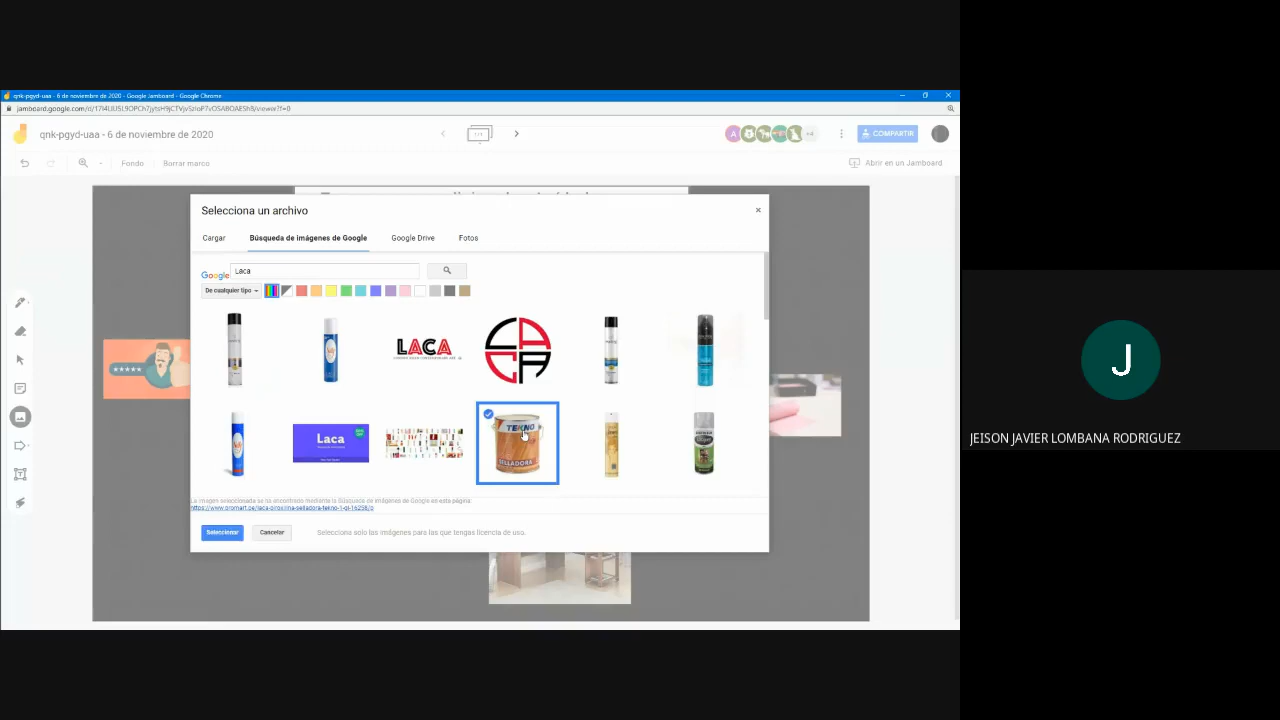 qnk-pgyd-uaa - 6 de noviembre de 2020 - Google Jamboard - Google Chrome
qnk-pgyd-uaa - 6 de noviembre de 2020
A
+4
COMPARTIR
Fondo
Borrar marco
Abrir en un Jamboard
Selecciona un archivo
Cargar
Búsqueda de imágenes de Google
Google Drive
Fotos
Google
Laca
De cualquier tipo
LACA
LACA
Laca
TEKNO
SELLADORA
La imagen seleccionada se ha encontrado mediante la Búsqueda de imágenes de Google en esta página:
Seleccionar
Cancelar
Selecciona solo las imágenes para las que tengas licencia de uso.
J
JEISON JAVIER LOMBANA RODRIGUEZ